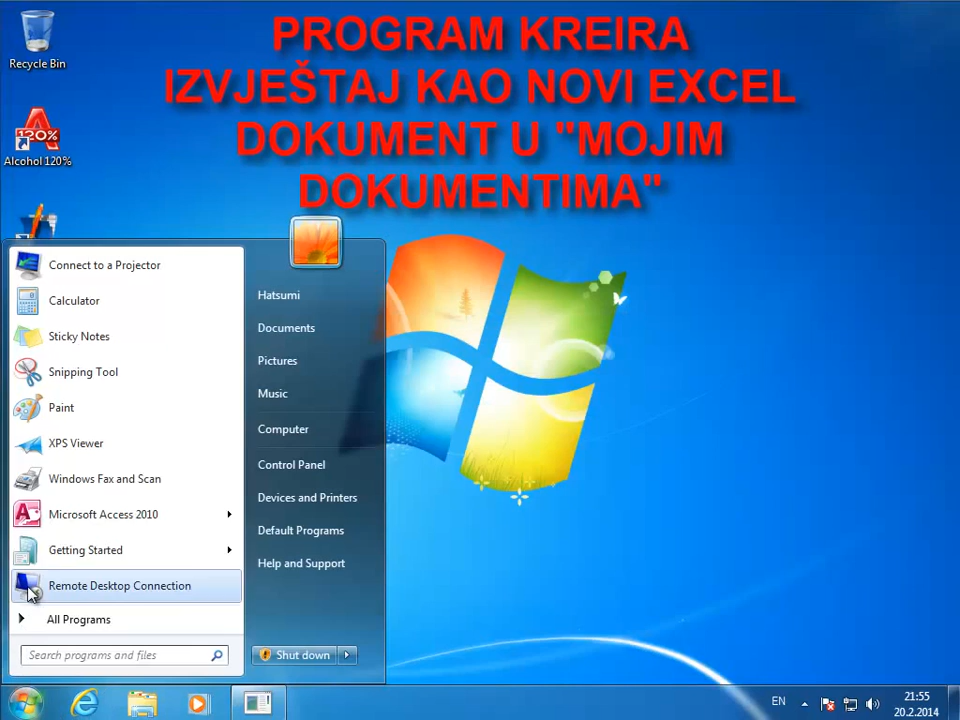 PROGRAM KREIRA
IZVJEŠTAJ KAO NOVI EXCEL
DOKUMENT U "MOJIM
DOKUMENTIMA"
Recycle Bin
120%
Alcohol 120%
Connect to a Projector
Calculator
Sticky Notes
Snipping Tool
Paint
XPS Viewer
Windows Fax and Scan
Microsoft Access 2010
Getting Started
Remote Desktop Connection
All Programs
Search programs and files
Hatsumi
Documents
Pictures
Music
Computer
Control Panel
Devices and Printers
Default Programs
Help and Support
Shut down
EN
21:55
20.2.2014